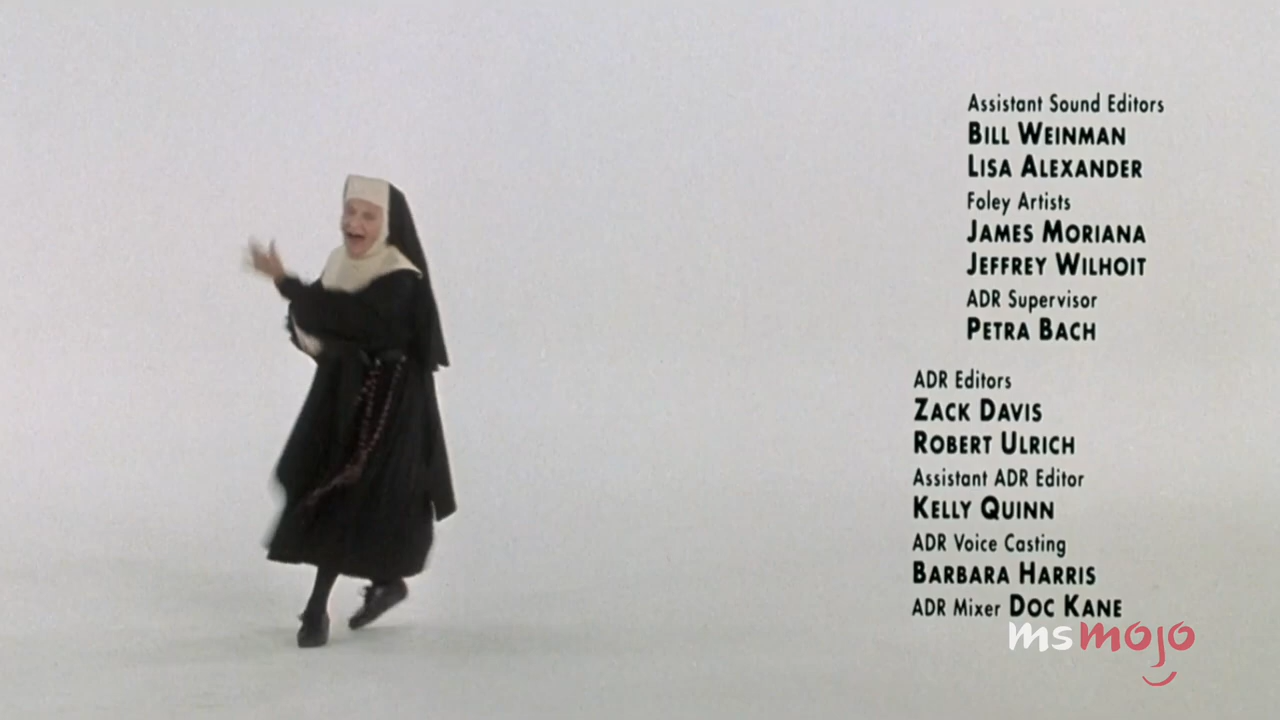 Assistant Sound Editors
BILL WEINMAN
LISA ALEXANDER
Foley Artists
JAMES MORIANA
JEFFREY WILHOIT
ADR Supervisor
PETRA BACH
ADR Editors
ZACK DAVIS
ROBERT ULRICH
Assistant ADR Editor
KELLY QUINN
ADR Voice Casting
BARBARA HARRIS
ADR Mixer DOC KANE
msmojo